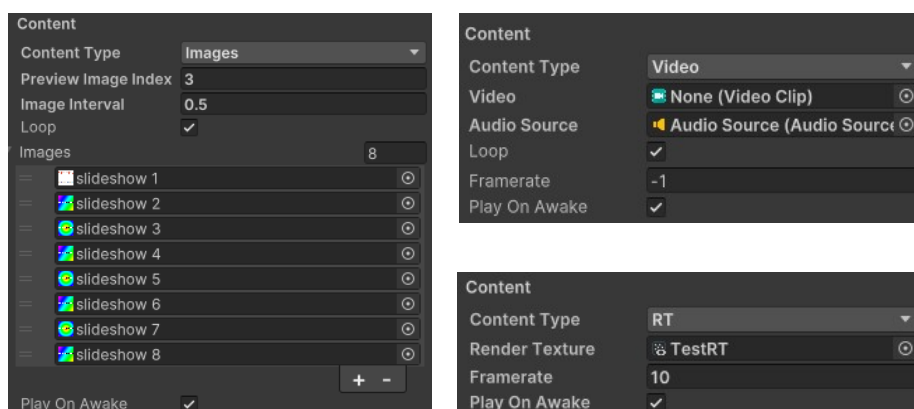 Content
Content Type Images
Preview Image Index 3
Image Interval 0.5
Loop
Images 8
slideshow 1
slideshow 2
slideshow 3
slideshow 4
slideshow 5
slideshow 6
slideshow 7
slideshow 8
+ -
Play On Awake
Content
Content Type Video
Video None (Video Clip)
Audio Source Audio Source (Audio Source
Loop
Framerate -1
Play On Awake
Content
Content Type RT
Render Texture TestRT
Framerate 10
Play On Awake